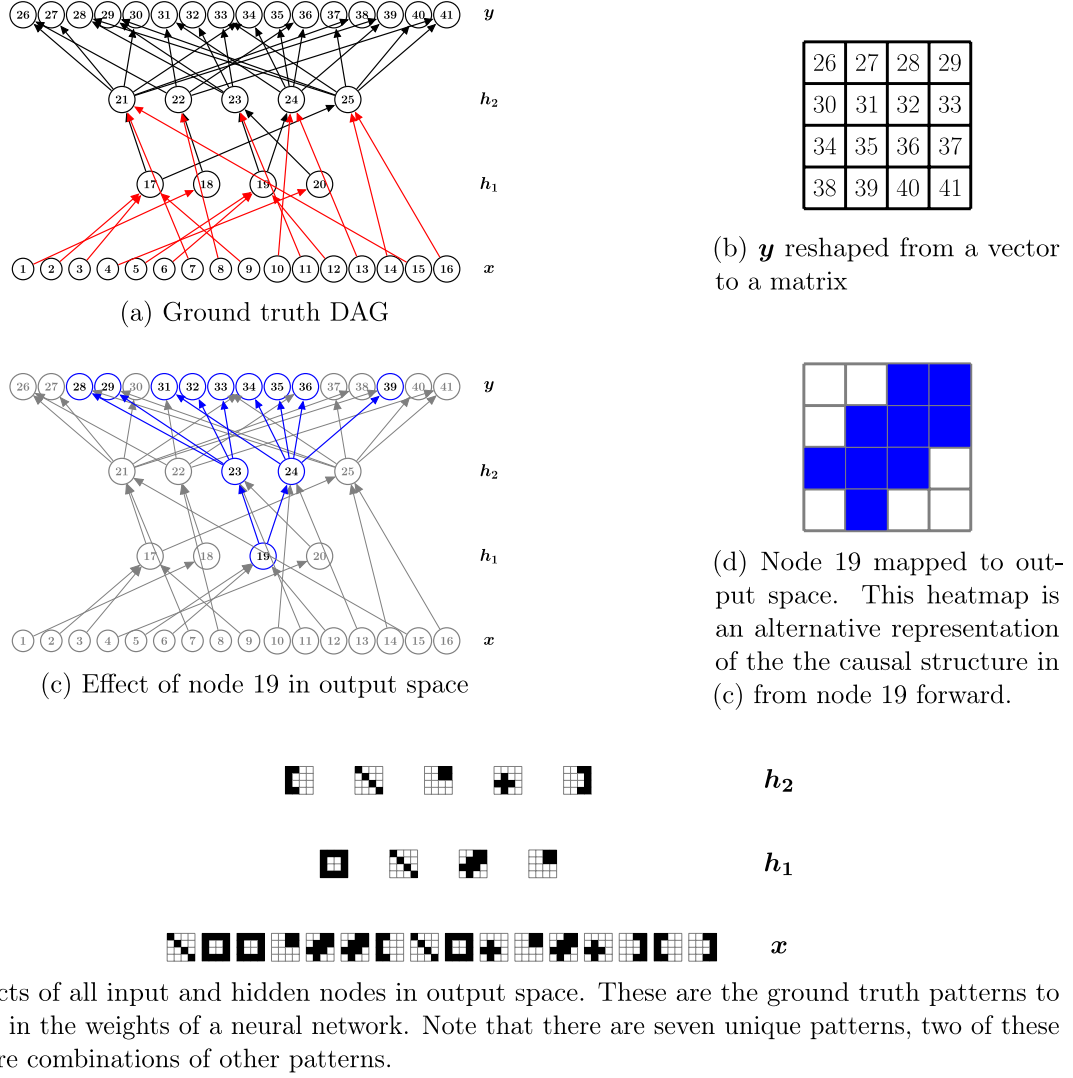 26 27 28 29 30 31 32 33 34 35 36 37 38 39 40 41 y
21 22 23 24 25 h₂
17 18 19 20 h₁
1 2 3 4 5 6 7 8 9 10 11 12 13 14 15 16 x
(a) Ground truth DAG
26 27 28 29
30 31 32 33
34 35 36 37
38 39 40 41
(b) y reshaped from a vector
to a matrix
26 27 28 29 30 31 32 33 34 35 36 37 38 39 40 41 y
21 22 23 24 25 h₂
17 18 19 20 h₁
1 2 3 4 5 6 7 8 9 10 11 12 13 14 15 16 x
(c) Effect of node 19 in output space
(d) Node 19 mapped to out-
put space. This heatmap is
an alternative representation
of the the causal structure in
(c) from node 19 forward.
h₂
h₁
x
cts of all input and hidden nodes in output space. These are the ground truth patterns to
in the weights of a neural network. Note that there are seven unique patterns, two of these
re combinations of other patterns.